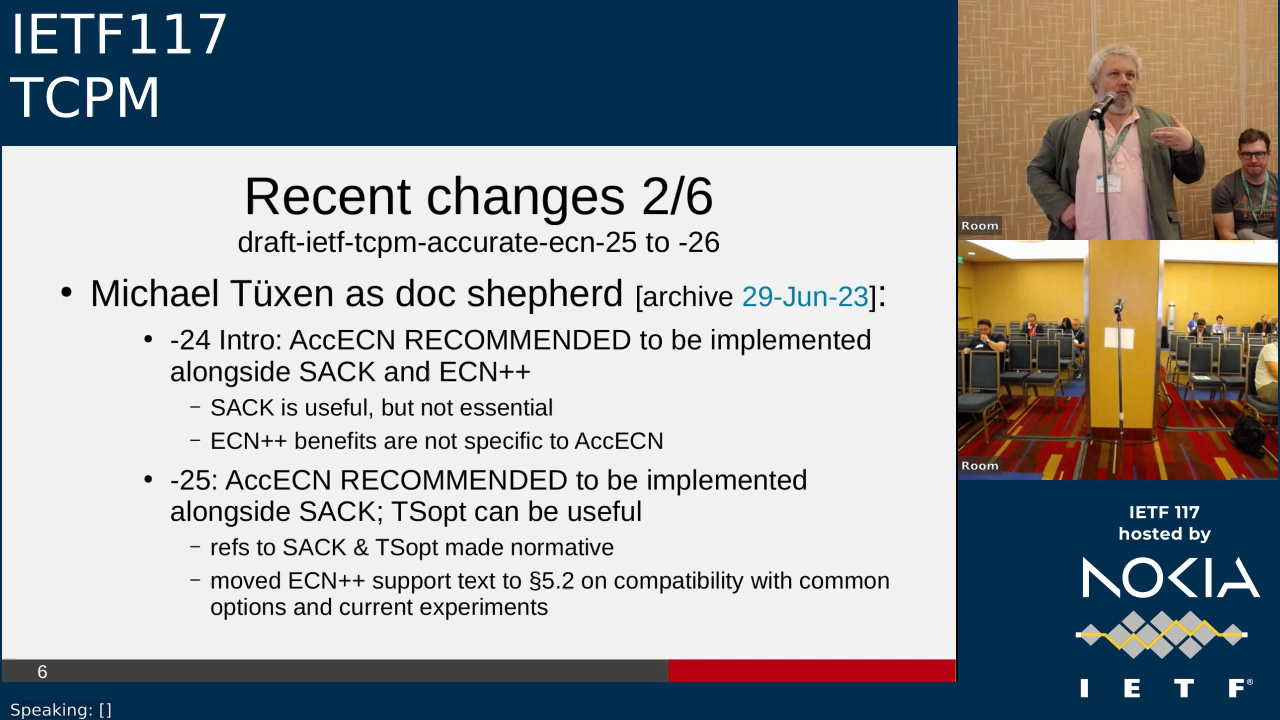 IETF117
TCPM
Recent changes 2/6
draft-ietf-tcpm-accurate-ecn-25 to -26
• Michael Tüxen as doc shepherd [archive 29-Jun-23]:
• -24 Intro: AccECN RECOMMENDED to be implemented
alongside SACK and ECN++
– SACK is useful, but not essential
– ECN++ benefits are not specific to AccECN
• -25: AccECN RECOMMENDED to be implemented
alongside SACK; TSopt can be useful
– refs to SACK & TSopt made normative
– moved ECN++ support text to §5.2 on compatibility with common
options and current experiments
6
Speaking: []
Room
Room
IETF 117
hosted by
NOKIA
I E T F®